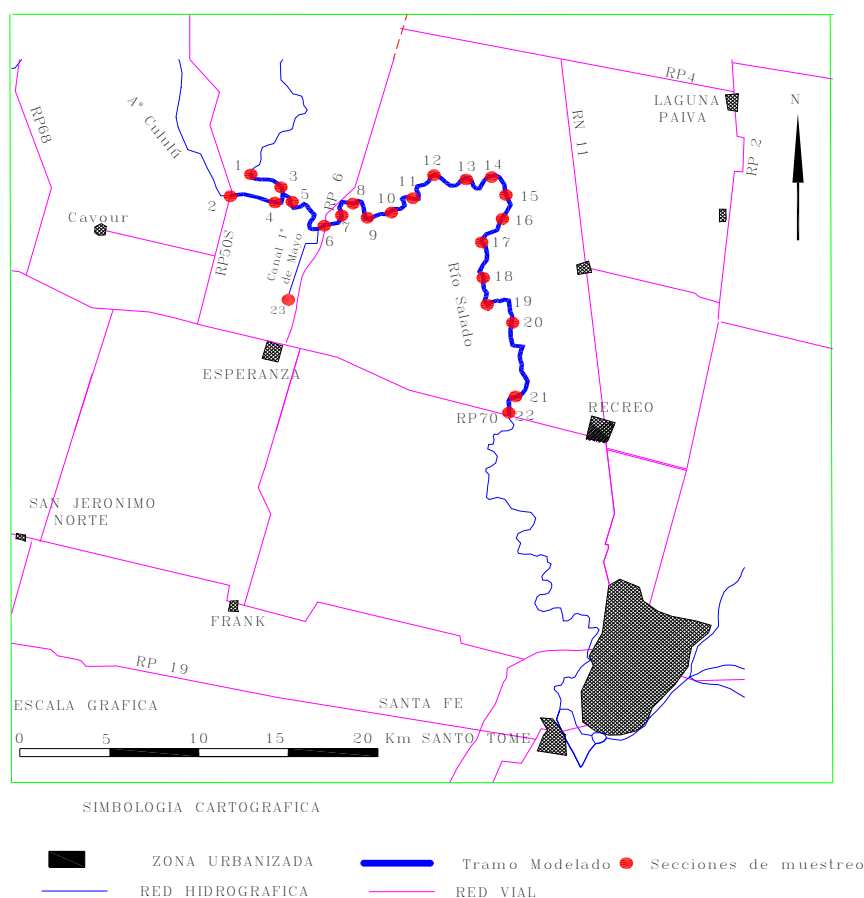 RP4
LAGUNA
PAIVA
N
RP68
Aº Cululú
RN 11
RP 2
1
2
3
4
5
6
7
8
9
10
11
12
13
14
15
16
17
18
19
20
21
22
23
RP 6
Cavour
RP50S
Canal 1º
de Mayo
Río Salado
ESPERANZA
RP70
RECREO
SAN JERONIMO
NORTE
FRANK
RP 19
ESCALA GRAFICA
SANTA FE
0 5 10 15 20 Km
SANTO TOME
SIMBOLOGIA CARTOGRAFICA
ZONA URBANIZADA
Tramo Modelado
Secciones de muestreo
RED HIDROGRAFICA
RED VIAL